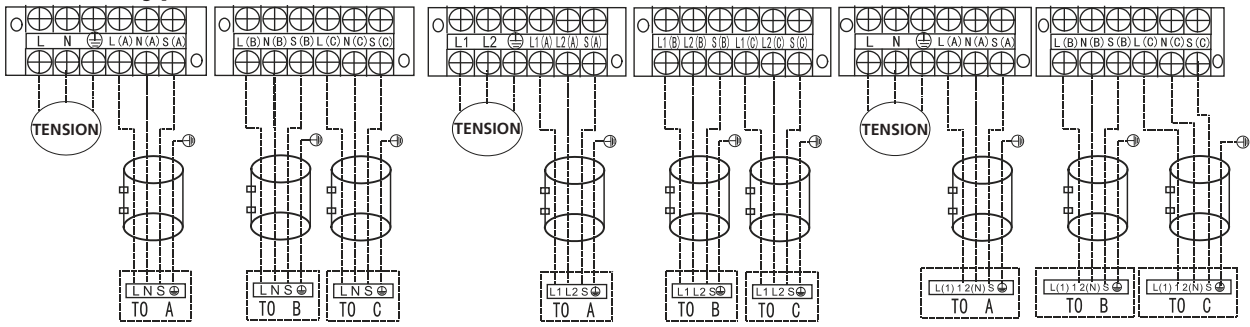 L N L(A) N(A) S(A) L(B) N(B) S(B) L(C) N(C) S(C) L1 L2 L1(A) L2(A) S(A) L1(B) L2(B) S(B) L1(C) L2(C) S(C) L N L(A) N(A) S(A) L(B) N(B) S(B) L(C) N(C) S(C)
TENSION TENSION TENSION
L N S L N S L N S L1 L2 S L1 L2 S L1 L2 S L(1) 1 2(N) S L(1) 1 2(N) S L(1) 1 2(N) S
TO A TO B TO C TO A TO B TO C TO A TO B TO C